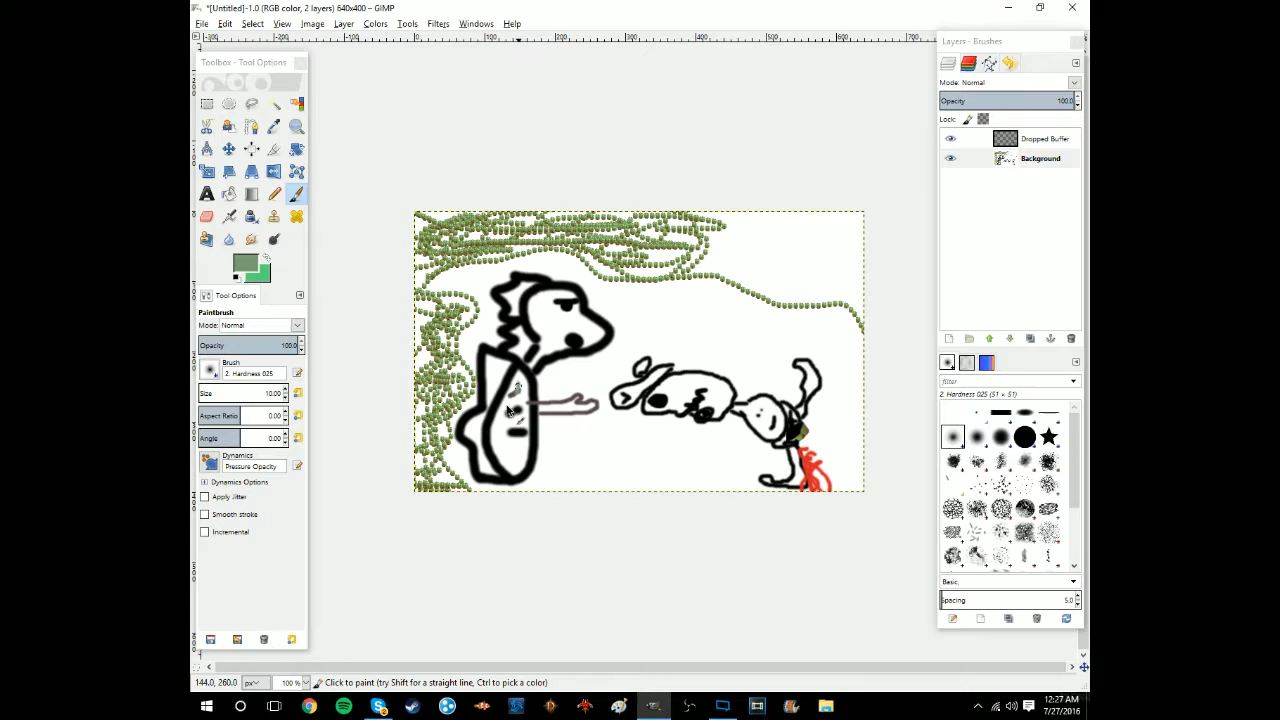 *[Untitled]-1.0 (RGB color, 2 layers) 640x400 – GIMP
File Edit Select View Image Layer Colors Tools Filters Windows Help
Toolbox - Tool Options
Tool Options
Paintbrush
Mode: Normal
Opacity 100.0
Brush
2. Hardness 025
Size 10.00
Aspect Ratio 0.00
Angle 0.00
Dynamics
Pressure Opacity
Dynamics Options
Apply Jitter
Smooth stroke
Incremental
Layers - Brushes
Mode: Normal
Opacity 100.0
Lock:
Dropped Buffer
Background
filter
2. Hardness 025 (51 × 51)
Basic
Spacing 5.0
144.0, 260.0 px 100 % Click to paint (try Shift for a straight line, Ctrl to pick a color)
12:27 AM
7/27/2016